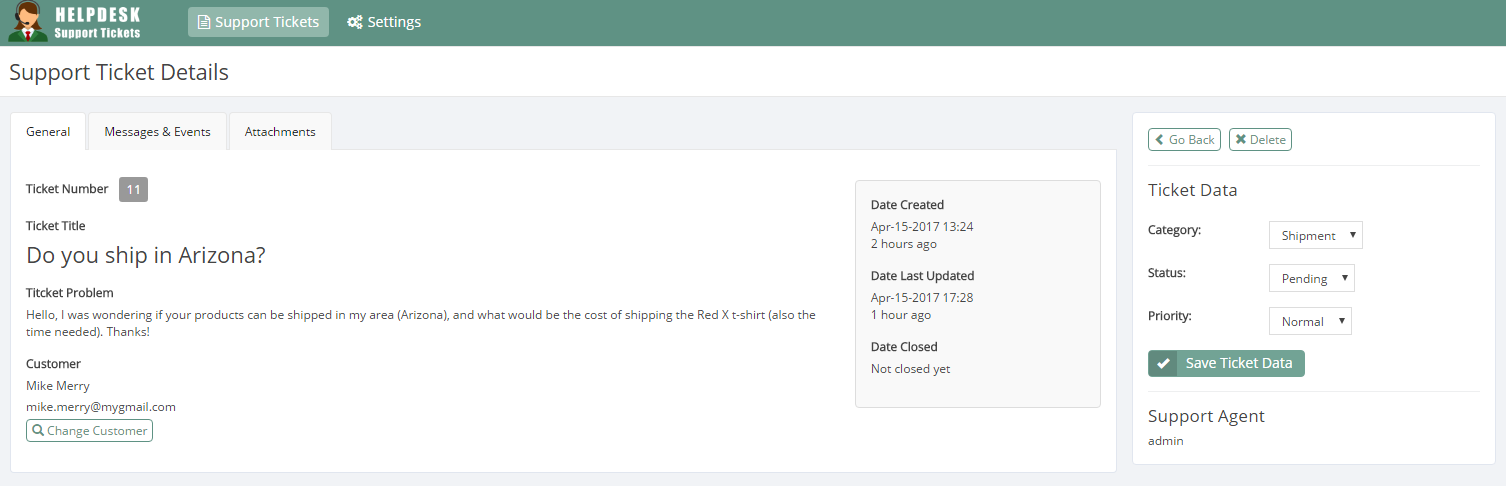 HELPDESK
Support Tickets
Support Tickets
Settings
Support Ticket Details
General
Messages & Events
Attachments
Ticket Number 11
Ticket Title
Do you ship in Arizona?
Titcket Problem
Hello, I was wondering if your products can be shipped in my area (Arizona), and what would be the cost of shipping the Red X t-shirt (also the
time needed). Thanks!
Customer
Mike Merry
mike.merry@mygmail.com
Change Customer
Date Created
Apr-15-2017 13:24
2 hours ago
Date Last Updated
Apr-15-2017 17:28
1 hour ago
Date Closed
Not closed yet
Go Back
Delete
Ticket Data
Category: Shipment
Status: Pending
Priority: Normal
Save Ticket Data
Support Agent
admin